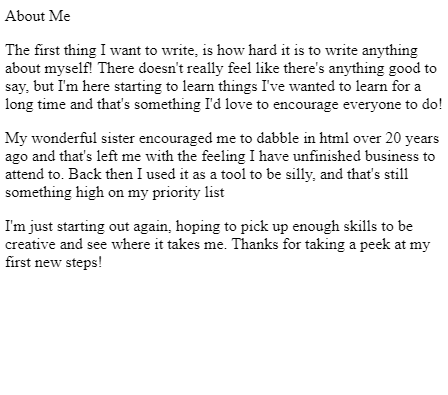 About Me
The first thing I want to write, is how hard it is to write anything
about myself! There doesn't really feel like there's anything good to
say, but I'm here starting to learn things I've wanted to learn for a
long time and that's something I'd love to encourage everyone to do!
My wonderful sister encouraged me to dabble in html over 20 years
ago and that's left me with the feeling I have unfinished business to
attend to. Back then I used it as a tool to be silly, and that's still
something high on my priority list
I'm just starting out again, hoping to pick up enough skills to be
creative and see where it takes me. Thanks for taking a peek at my
first new steps!